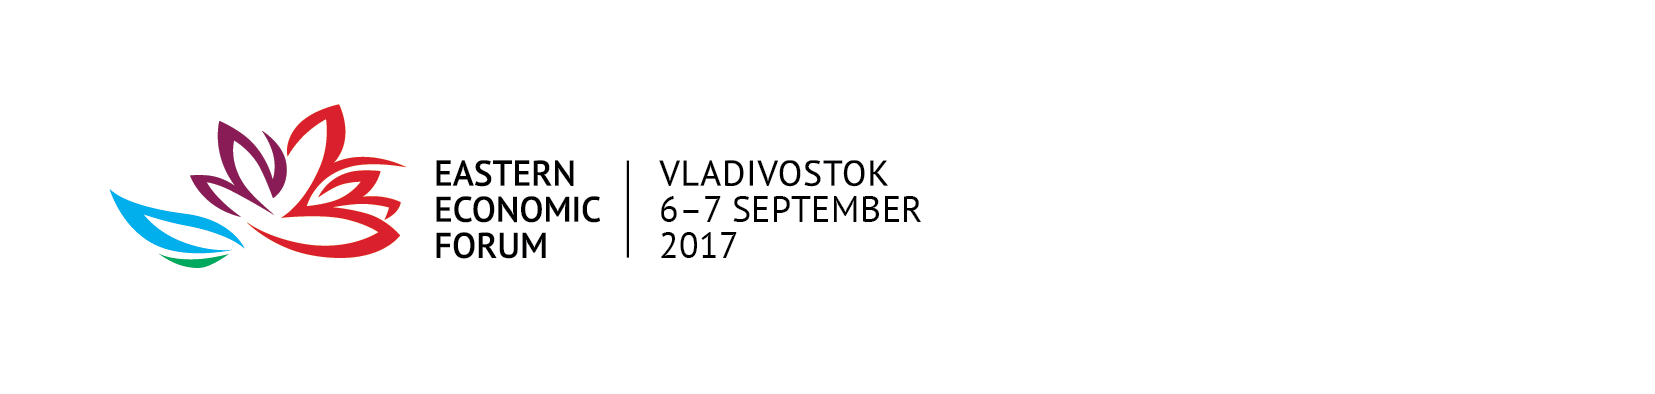 EASTERN
ECONOMIC
FORUM
VLADIVOSTOK
6–7 SEPTEMBER
2017